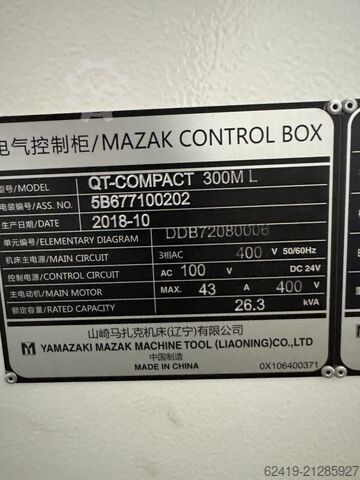 电气控制柜/MAZAK CONTROL BOX
型号/MODEL QT-COMPACT 300M L
电装编号/ASS. NO. 5B677100202
生产日期/DATE 2018-10
单元编号/ELEMENTARY DIAGRAM DDB72080006
机床主电源/MAIN CIRCUIT 3相AC 400 V 50/60Hz
控制电源/CONTROL CIRCUIT AC 100 V DC 24V
主电动机/MAIN MOTOR MAX. 43 A 400 V
额定容量/RATED CAPACITY 26.3 kVA
山崎马扎克机床(辽宁)有限公司
YAMAZAKI MAZAK MACHINE TOOL (LIAONING)CO.,LTD
中国制造
MADE IN CHINA 0X106400371
62419-21285927